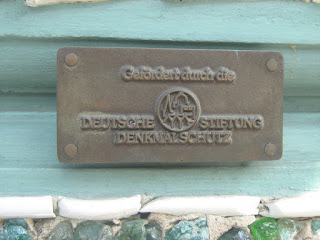 Gefördert durch die
DEUTSCHE STIFTUNG
DENKMALSCHUTZ